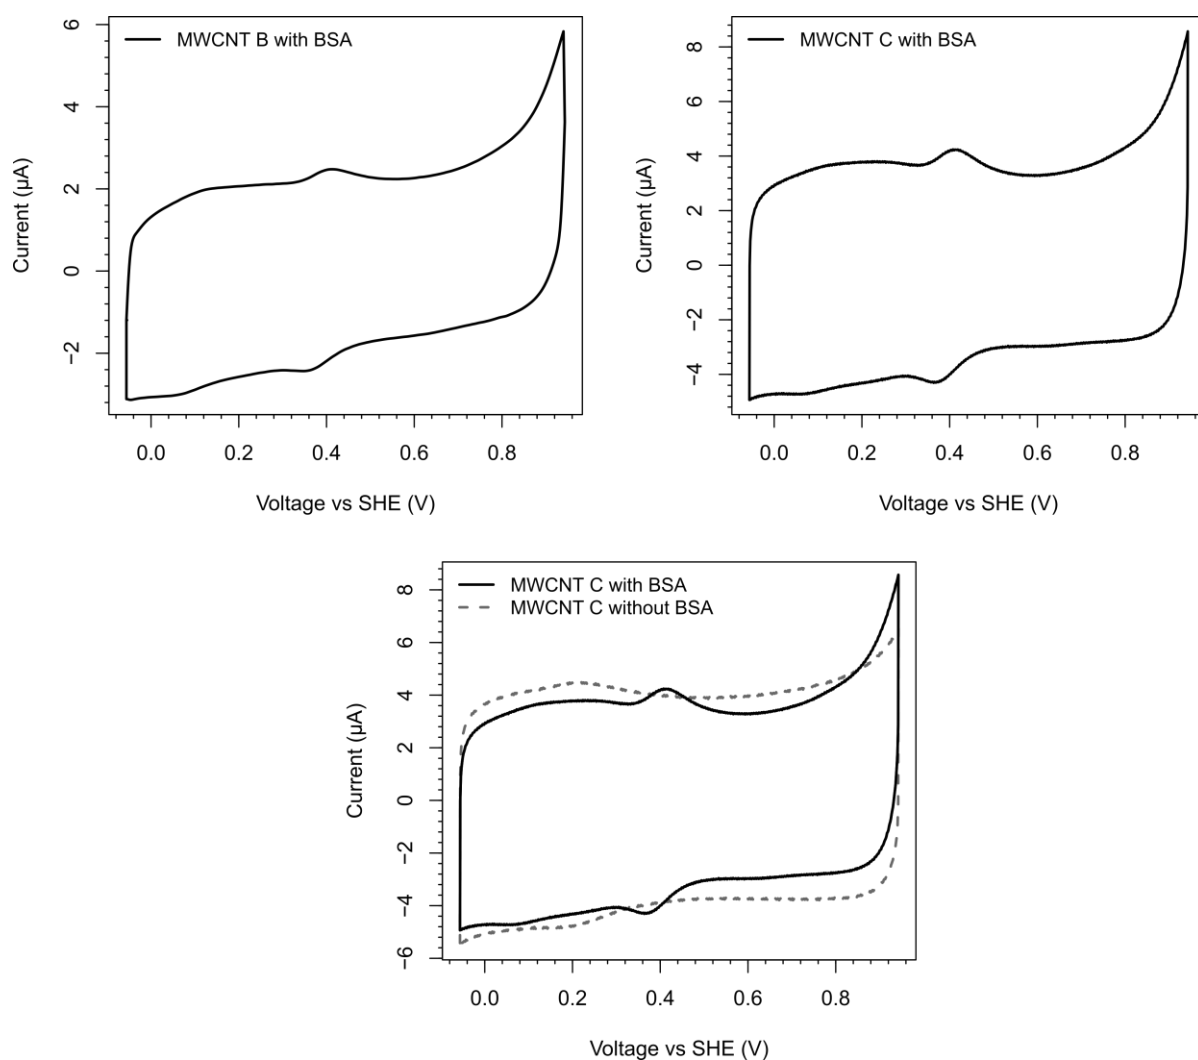 MWCNT B with BSA
Current (µA)
6
4
2
0
−2
0.0 0.2 0.4 0.6 0.8
Voltage vs SHE (V)
MWCNT C with BSA
Current (µA)
8
6
4
2
0
−2
−4
0.0 0.2 0.4 0.6 0.8
Voltage vs SHE (V)
MWCNT C with BSA
MWCNT C without BSA
Current (µA)
8
6
4
2
0
−2
−4
−6
0.0 0.2 0.4 0.6 0.8
Voltage vs SHE (V)